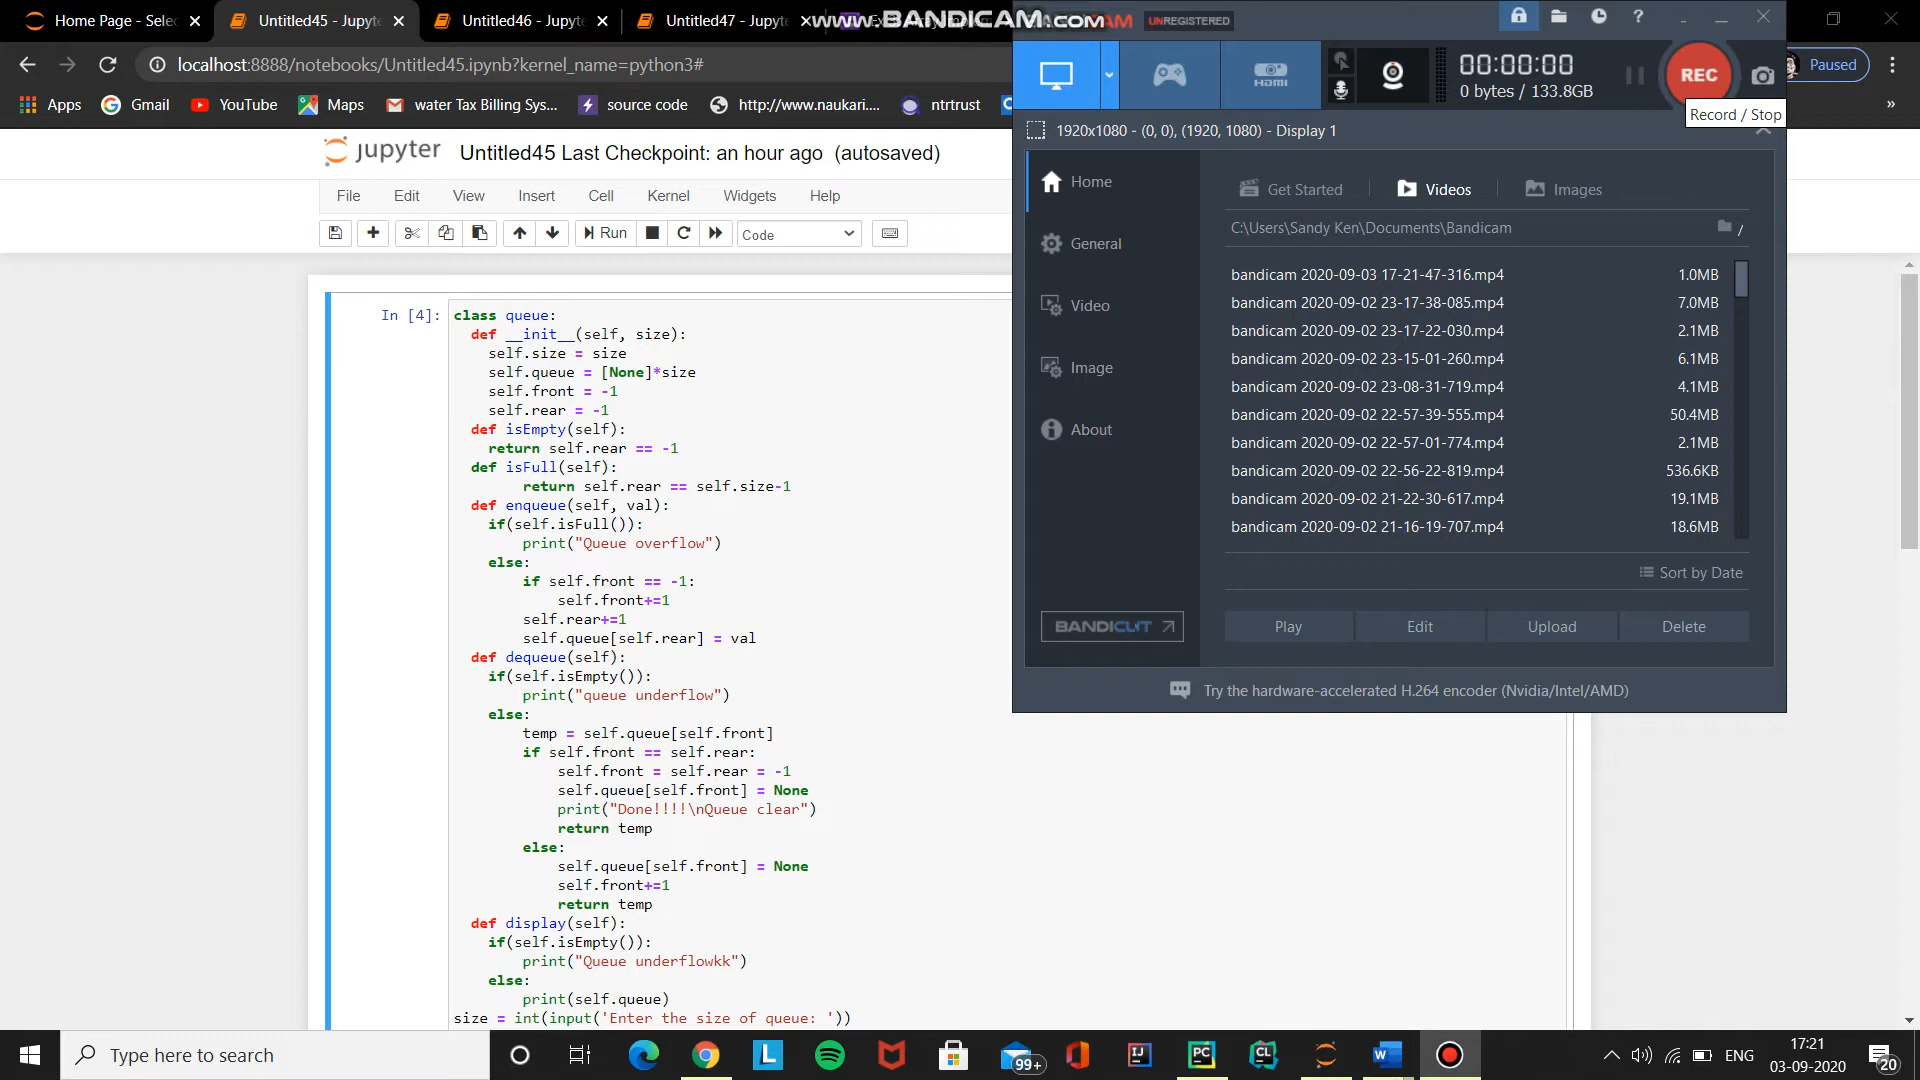 Home Page - Selec
Untitled45 - Jupyt
Untitled46 - Jupyte
Untitled47 - Jupyte
www.BANDICAM.com
UNREGISTERED
localhost:8888/notebooks/Untitled45.ipynb?kernel_name=python3#
Paused
Apps
Gmail
YouTube
Maps
water Tax Billing Sys...
source code
http://www.naukari....
ntrtrust
»
jupyter
Untitled45 Last Checkpoint: an hour ago (autosaved)
File Edit View Insert Cell Kernel Widgets Help
Run
Code
In [4]:
class queue:
def __init__(self, size):
self.size = size
self.queue = [None]*size
self.front = -1
self.rear = -1
def isEmpty(self):
return self.rear == -1
def isFull(self):
return self.rear == self.size-1
def enqueue(self, val):
if(self.isFull()):
print("Queue overflow")
else:
if self.front == -1:
self.front+=1
self.rear+=1
self.queue[self.rear] = val
def dequeue(self):
if(self.isEmpty()):
print("queue underflow")
else:
temp = self.queue[self.front]
if self.front == self.rear:
self.front = self.rear = -1
self.queue[self.front] = None
print("Done!!!!\nQueue clear")
return temp
else:
self.queue[self.front] = None
self.front+=1
return temp
def display(self):
if(self.isEmpty()):
print("Queue underflowkk")
else:
print(self.queue)
size = int(input('Enter the size of queue: '))
HDMI
00:00:00
0 bytes / 133.8GB
REC
Record / Stop
1920x1080 - (0, 0), (1920, 1080) - Display 1
Home
General
Video
Image
About
BANDICUT
Get Started
Videos
Images
C:\Users\Sandy Ken\Documents\Bandicam
/
bandicam 2020-09-03 17-21-47-316.mp4 1.0MB
bandicam 2020-09-02 23-17-38-085.mp4 7.0MB
bandicam 2020-09-02 23-17-22-030.mp4 2.1MB
bandicam 2020-09-02 23-15-01-260.mp4 6.1MB
bandicam 2020-09-02 23-08-31-719.mp4 4.1MB
bandicam 2020-09-02 22-57-39-555.mp4 50.4MB
bandicam 2020-09-02 22-57-01-774.mp4 2.1MB
bandicam 2020-09-02 22-56-22-819.mp4 536.6KB
bandicam 2020-09-02 21-22-30-617.mp4 19.1MB
bandicam 2020-09-02 21-16-19-707.mp4 18.6MB
Sort by Date
Play Edit Upload Delete
Try the hardware-accelerated H.264 encoder (Nvidia/Intel/AMD)
Type here to search
L
99+
IJ
PC
CL
W
ENG
17:21
03-09-2020
20